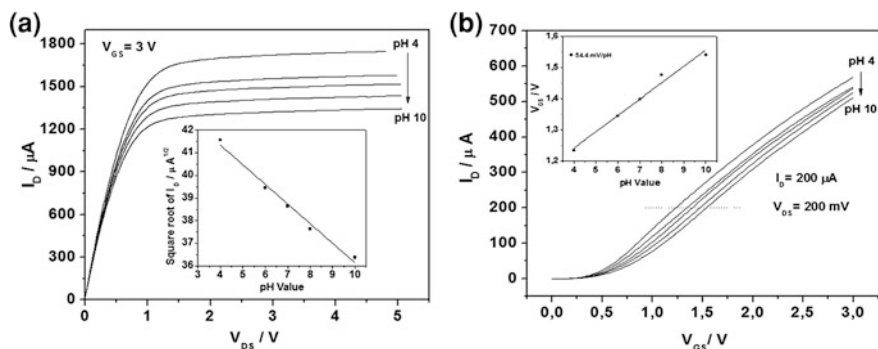 (a)
V_GS = 3 V
pH 4
pH 10
1800
1500
1200
900
600
300
0
I_D / μA
0 1 2 3 4 5
V_DS / V
42
41
40
39
38
37
36
Square root of I_D / μA^1/2
3 4 5 6 7 8 9 10
pH Value
(b)
700
600
500
400
300
200
100
0
I_D / μA
0,0 0,5 1,0 1,5 2,0 2,5 3,0
V_GS / V
pH 4
pH 10
I_D = 200 μA
V_DS = 200 mV
54.4 mV/pH
1,6
1,5
1,4
1,3
1,2
V_GS / V
4 5 6 7 8 9 10
pH Value